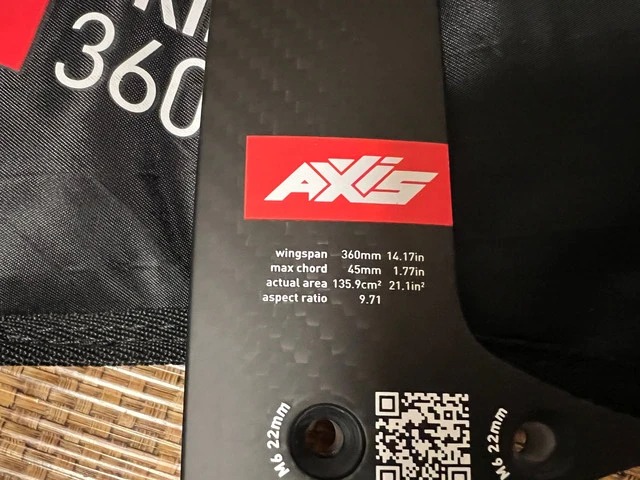 360
AXIS
wingspan 360mm 14.17in
max chord 45mm 1.77in
actual area 135.9cm² 21.1in²
aspect ratio 9.71
M6 22mm
M6 22mm